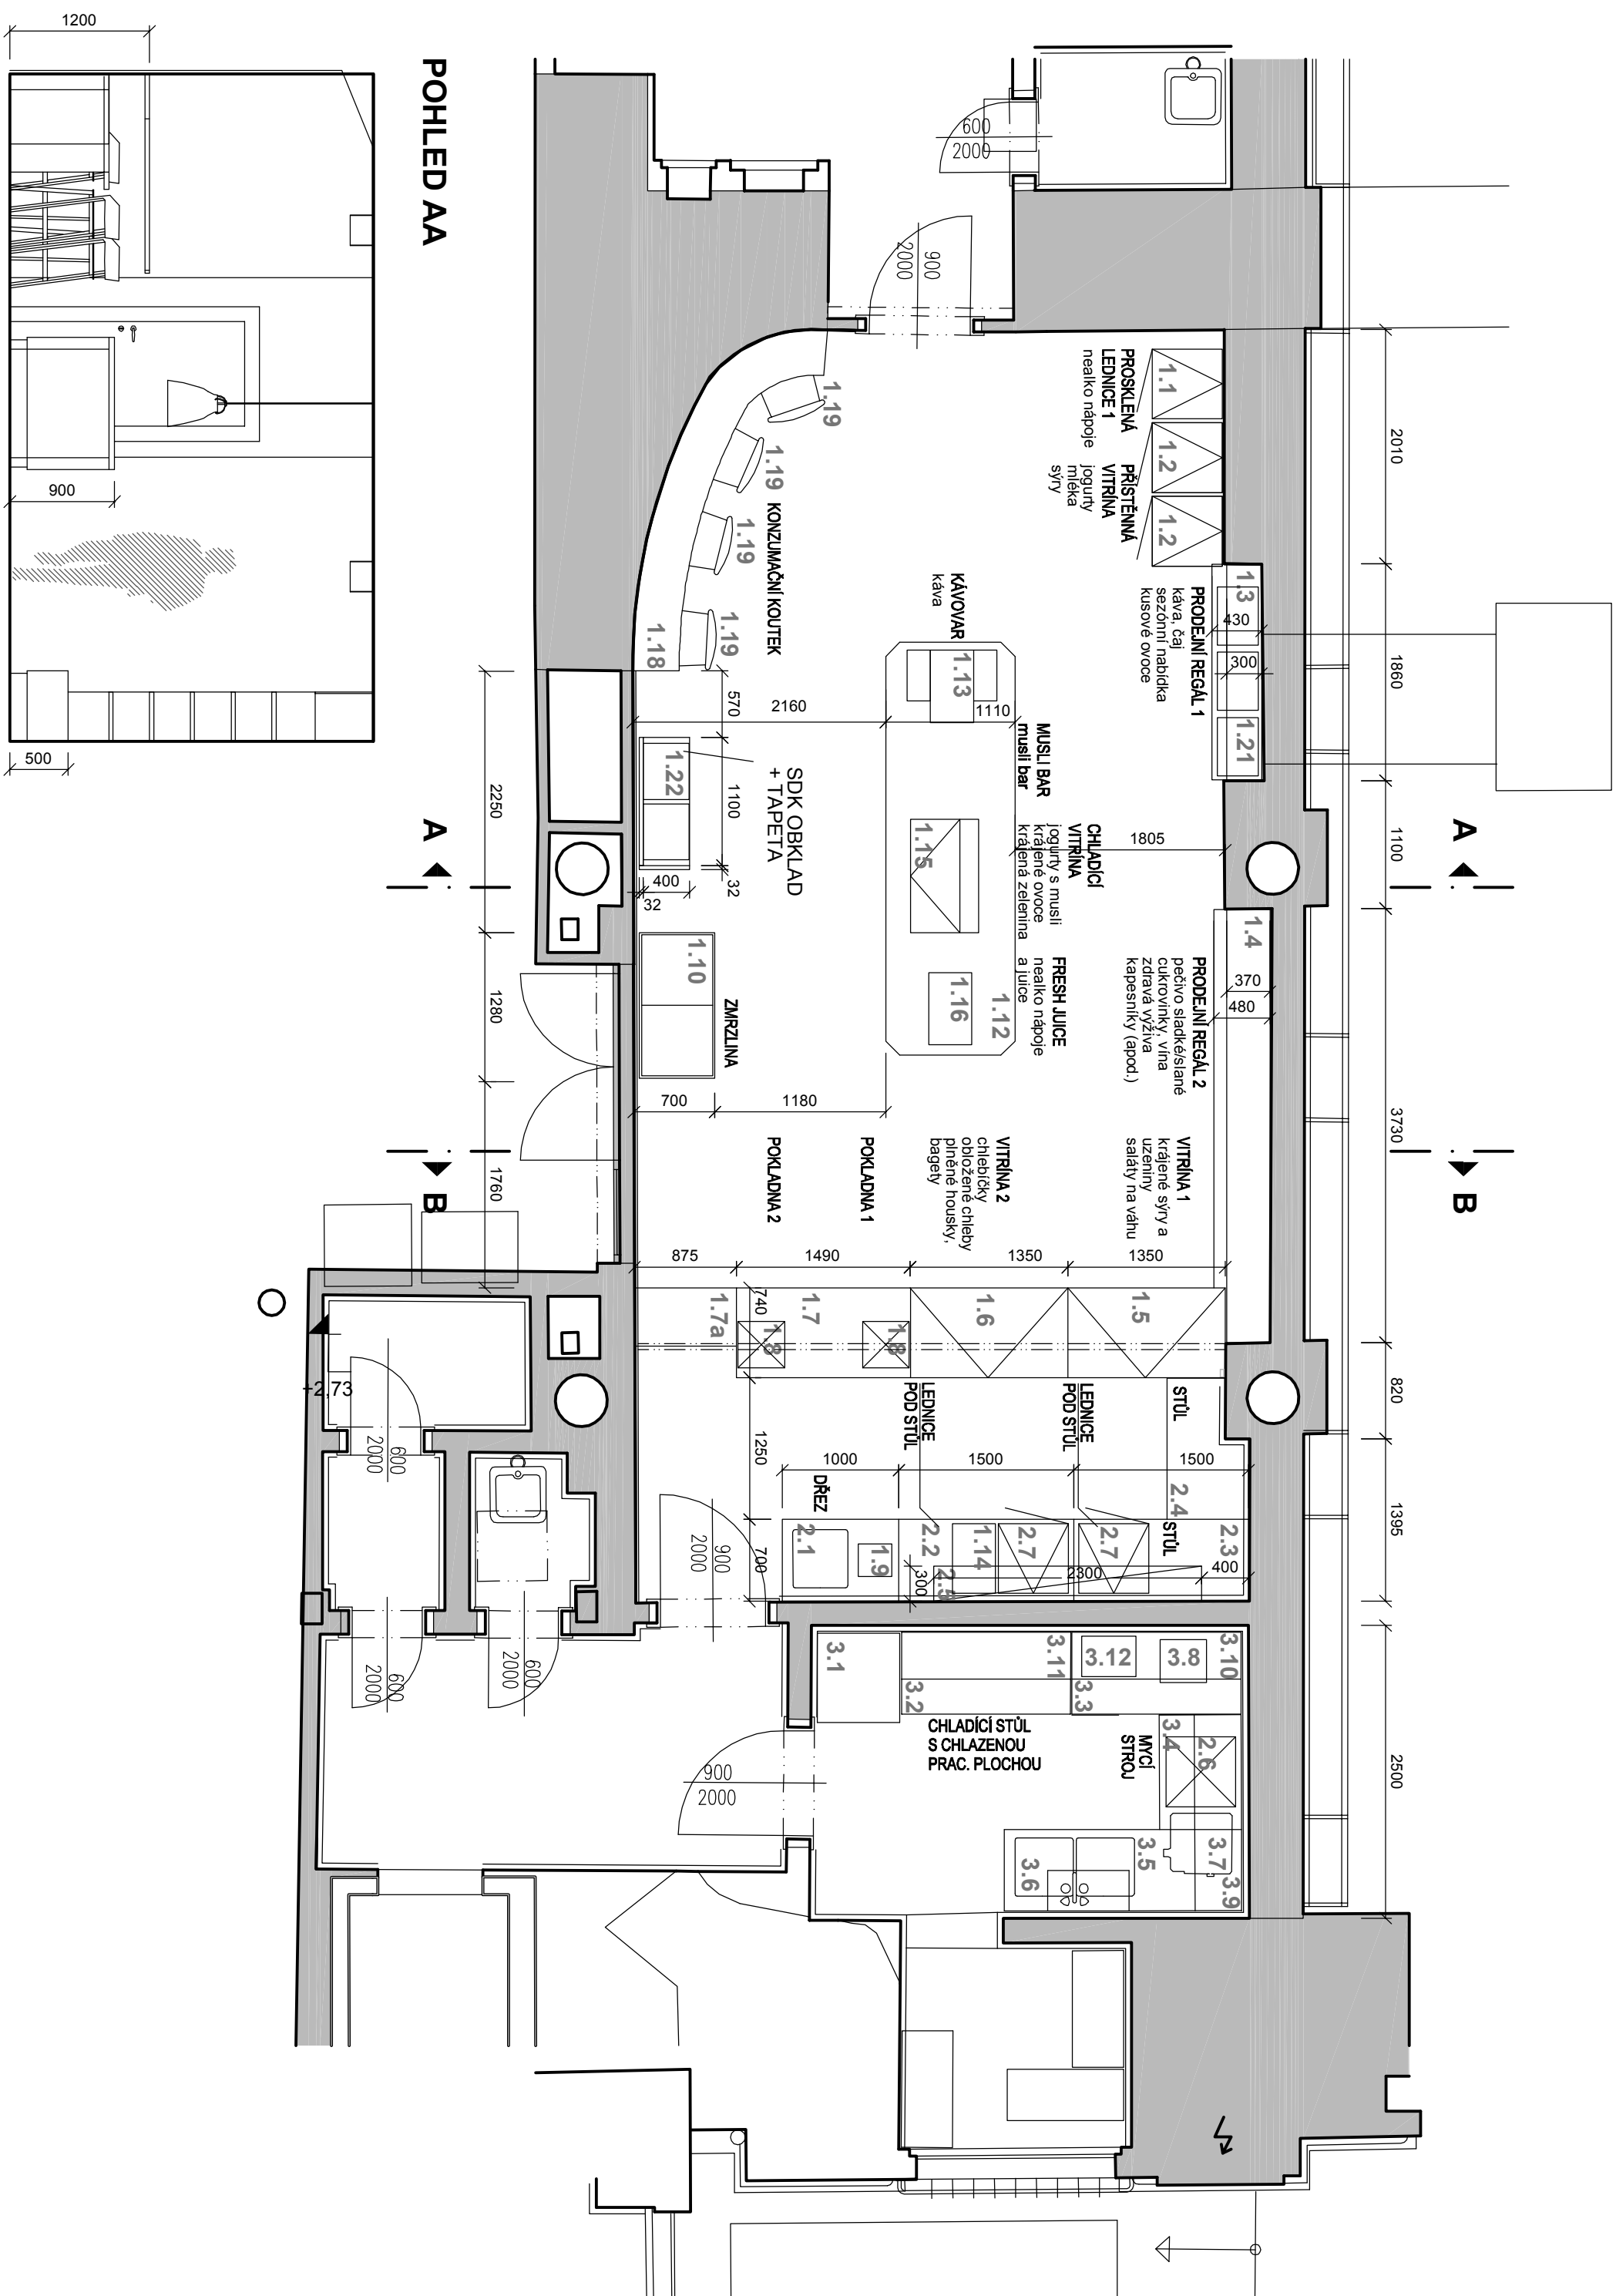 POHLED AA
1200
900
500
600
2000
900
2000
1.1
1.2
1.2
PROSKLENÁ
LEDNICE 1
nealko nápoje
PŘÍSTĚNNÁ
VITRÍNA
jogurty
mléka
sýry
1.3
430
300
1.21
PRODEJNÍ REGÁL 1
káva, čaj
sezónní nabídka
kusové ovoce
2010
1860
1100
3730
820
1395
2500
1.19
1.19
1.19
1.19
1.18
KONZUMAČNÍ KOUTEK
KÁVOVAR
káva
1.13
1110
2160
570
1100
32
400
32
1.22
SDK OBKLAD
+ TAPETA
MUSLI BAR
musli bar
1.15
CHLADÍCÍ
VITRÍNA
jogurty s musli
krájené ovoce
krájená zelenina
1805
FRESH JUICE
nealko nápoje
a juice
1.16
1.12
1.4
370
480
PRODEJNÍ REGÁL 2
pečivo sladké/slané
cukrovinky, vína
zdravá výživa
kapesníky (apod.)
1.10
ZMRZLINA
700
1180
2250
1280
1760
A
A
B
B
VITRÍNA 1
krájené sýry a
uzeniny
saláty na váhu
VITRÍNA 2
chlebíčky
obložené chleby
plněné housky,
bagety
POKLADNA 1
POKLADNA 2
875
1490
1350
1350
740
1.7a
1.7
1.8
1.8
1.6
1.5
LEDNICE
POD STŮL
LEDNICE
POD STŮL
STŮL
1250
1000
1500
1500
2.4
DŘEZ
STŮL
2.1
1.9
2.2
1.14
2.7
2.7
2.3
2.5
300
2300
400
700
900
2000
+2,73
600
2000
600
2000
600
2000
3.1
3.2
3.11
3.3
3.12
3.8
3.10
CHLADÍCÍ STŮL
S CHLAZENOU
PRAC. PLOCHOU
MYCÍ
STROJ
3.4
2.6
3.5
3.6
3.7
3.9
900
2000